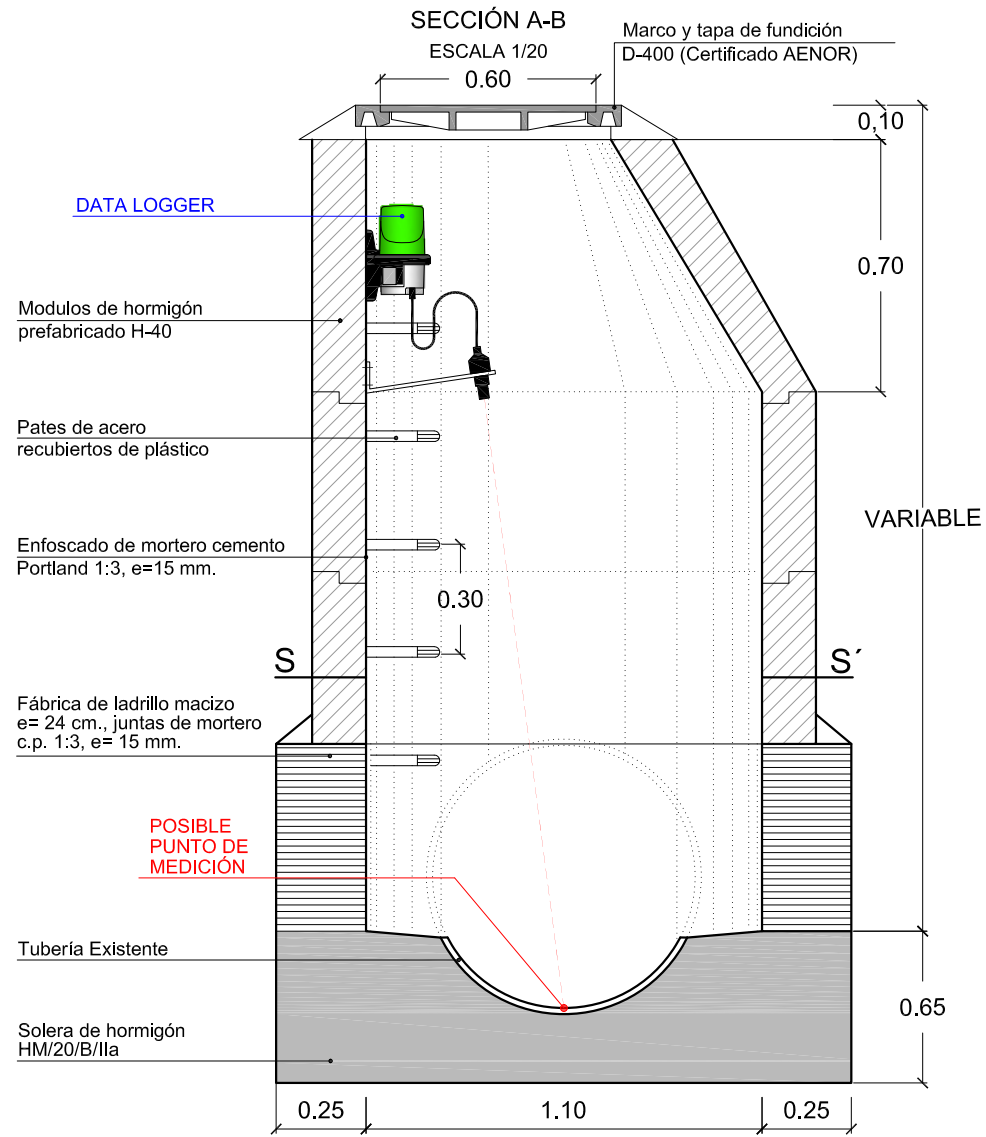 SECCIÓN A-B
ESCALA 1/20
0.60
Marco y tapa de fundición
D-400 (Certificado AENOR)
0,10
DATA LOGGER
0.70
Modulos de hormigón
prefabricado H-40
Pates de acero
recubiertos de plástico
VARIABLE
Enfoscado de mortero cemento
Portland 1:3, e=15 mm.
0.30
S
S´
Fábrica de ladrillo macizo
e= 24 cm., juntas de mortero
c.p. 1:3, e= 15 mm.
POSIBLE
PUNTO DE
MEDICIÓN
Tubería Existente
0.65
Solera de hormigón
HM/20/B/IIa
0.25
1.10
0.25